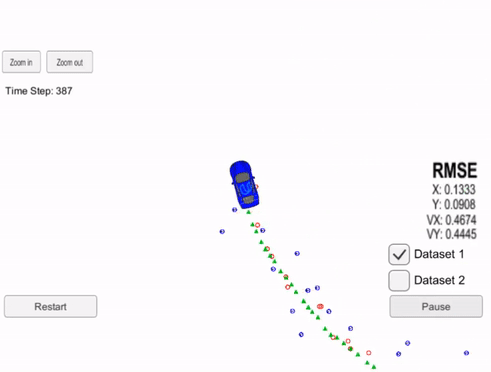 Zoom in
Zoom out
Time Step: 387
RMSE
X: 0.1333
Y: 0.0908
VX: 0.4674
VY: 0.4445
Dataset 1
Dataset 2
Restart
Pause